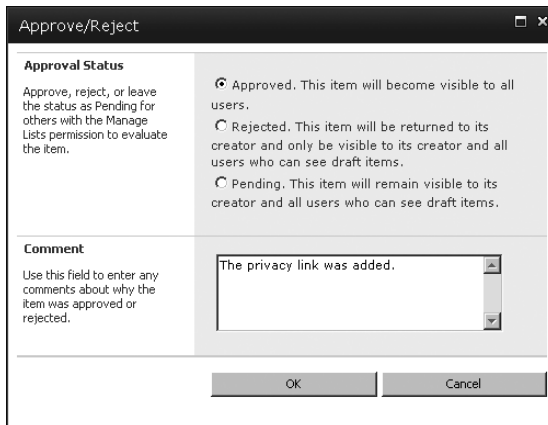 Approve/Reject
Approval Status
Approve, reject, or leave
the status as Pending for
others with the Manage
Lists permission to evaluate
the item.
Approved. This item will become visible to all
users.
Rejected. This item will be returned to its
creator and only be visible to its creator and all
users who can see draft items.
Pending. This item will remain visible to its
creator and all users who can see draft items.
Comment
Use this field to enter any
comments about why the
item was approved or
rejected.
The privacy link was added.
OK
Cancel